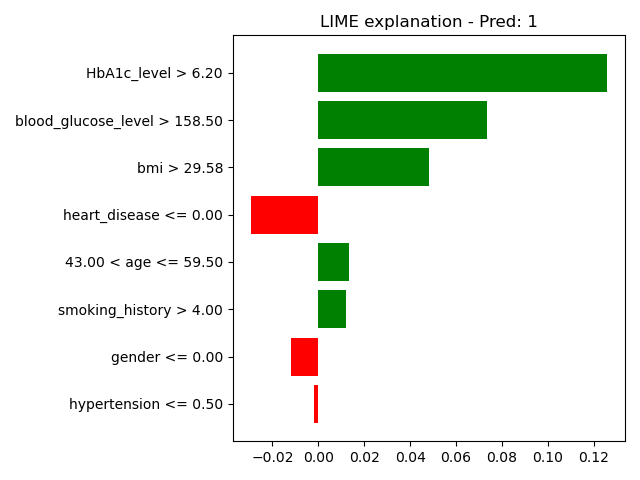 LIME explanation - Pred: 1
HbA1c_level > 6.20
blood_glucose_level > 158.50
bmi > 29.58
heart_disease <= 0.00
43.00 < age <= 59.50
smoking_history > 4.00
gender <= 0.00
hypertension <= 0.50
−0.02 0.00 0.02 0.04 0.06 0.08 0.10 0.12